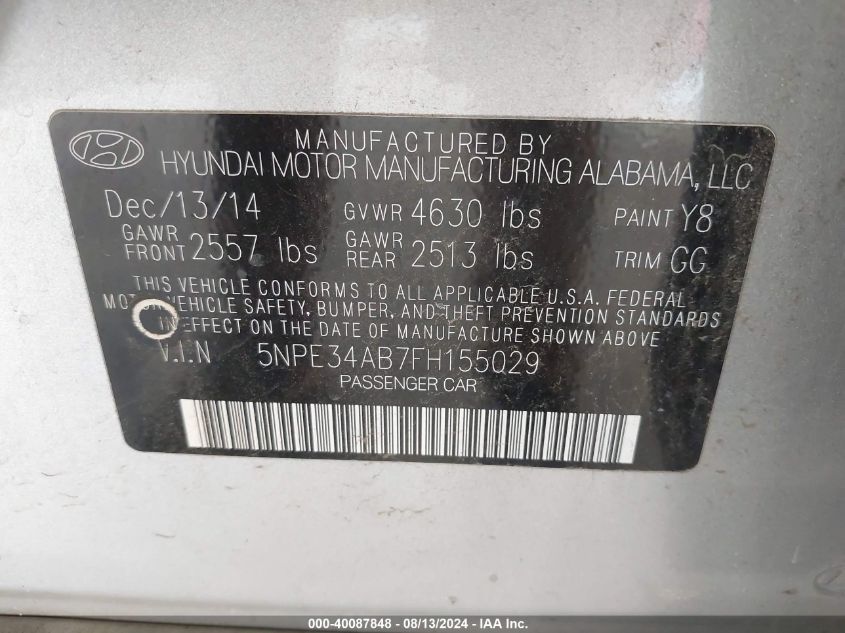 MANUFACTURED BY
HYUNDAI MOTOR MANUFACTURING ALABAMA, LLC
Dec/13/14 GVWR 4630 lbs PAINT Y8
GAWR FRONT 2557 lbs GAWR REAR 2513 lbs TRIM GG
THIS VEHICLE CONFORMS TO ALL APPLICABLE U.S.A. FEDERAL
MOTOR VEHICLE SAFETY, BUMPER, AND THEFT PREVENTION STANDARDS
IN EFFECT ON THE DATE OF MANUFACTURE SHOWN ABOVE
V.I.N 5NPE34AB7FH155029
PASSENGER CAR
000-40087848 - 08/13/2024 - IAA Inc.